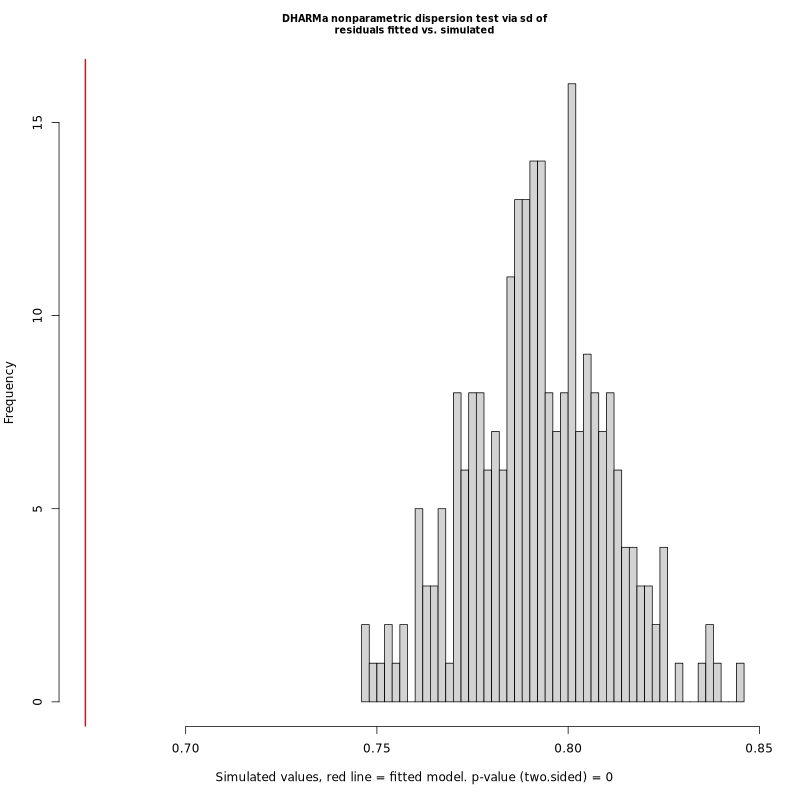 DHARMa nonparametric dispersion test via sd of
residuals fitted vs. simulated
15
10
5
0
Frequency
0.70 0.75 0.80 0.85
Simulated values, red line = fitted model. p-value (two.sided) = 0